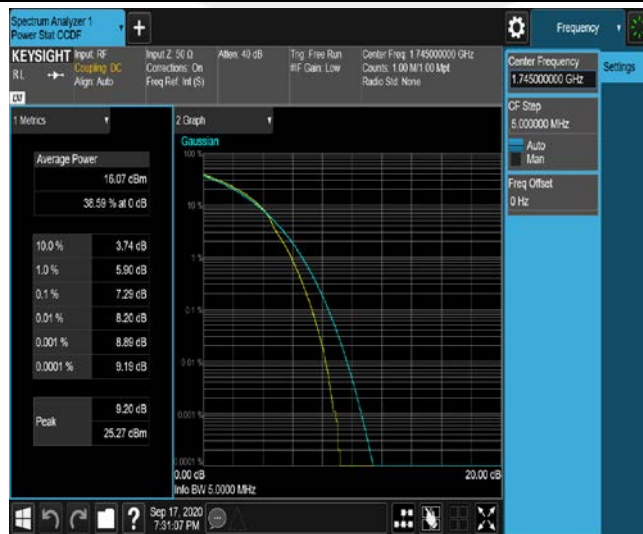 Spectrum Analyzer 1
Power Stat CCDF
+
Frequency
KEYSIGHT
RL
LXI
Input: RF
Coupling: DC
Align: Auto
Input Z: 50 Ω
Corrections: On
Freq Ref: Int (S)
Atten: 40 dB
Trig: Free Run
#IF Gain: Low
Center Freq: 1.745000000 GHz
Counts: 1.00 M/1.00 Mpt
Radio Std: None
Center Frequency
1.745000000 GHz
Settings
CF Step
5.000000 MHz
Auto
Man
Freq Offset
0 Hz
1 Metrics
Average Power
16.07 dBm
38.59 % at 0 dB
10.0 % 3.74 dB
1.0 % 5.90 dB
0.1 % 7.29 dB
0.01 % 8.20 dB
0.001 % 8.89 dB
0.0001 % 9.19 dB
Peak
9.20 dB
25.27 dBm
2 Graph
Gaussian
100 %
10 %
1 %
0.1 %
0.01 %
0.001 %
0.0001 %
0.00 dB 20.00 dB
Info BW 5.0000 MHz
?
Sep 17, 2020
7:31:07 PM